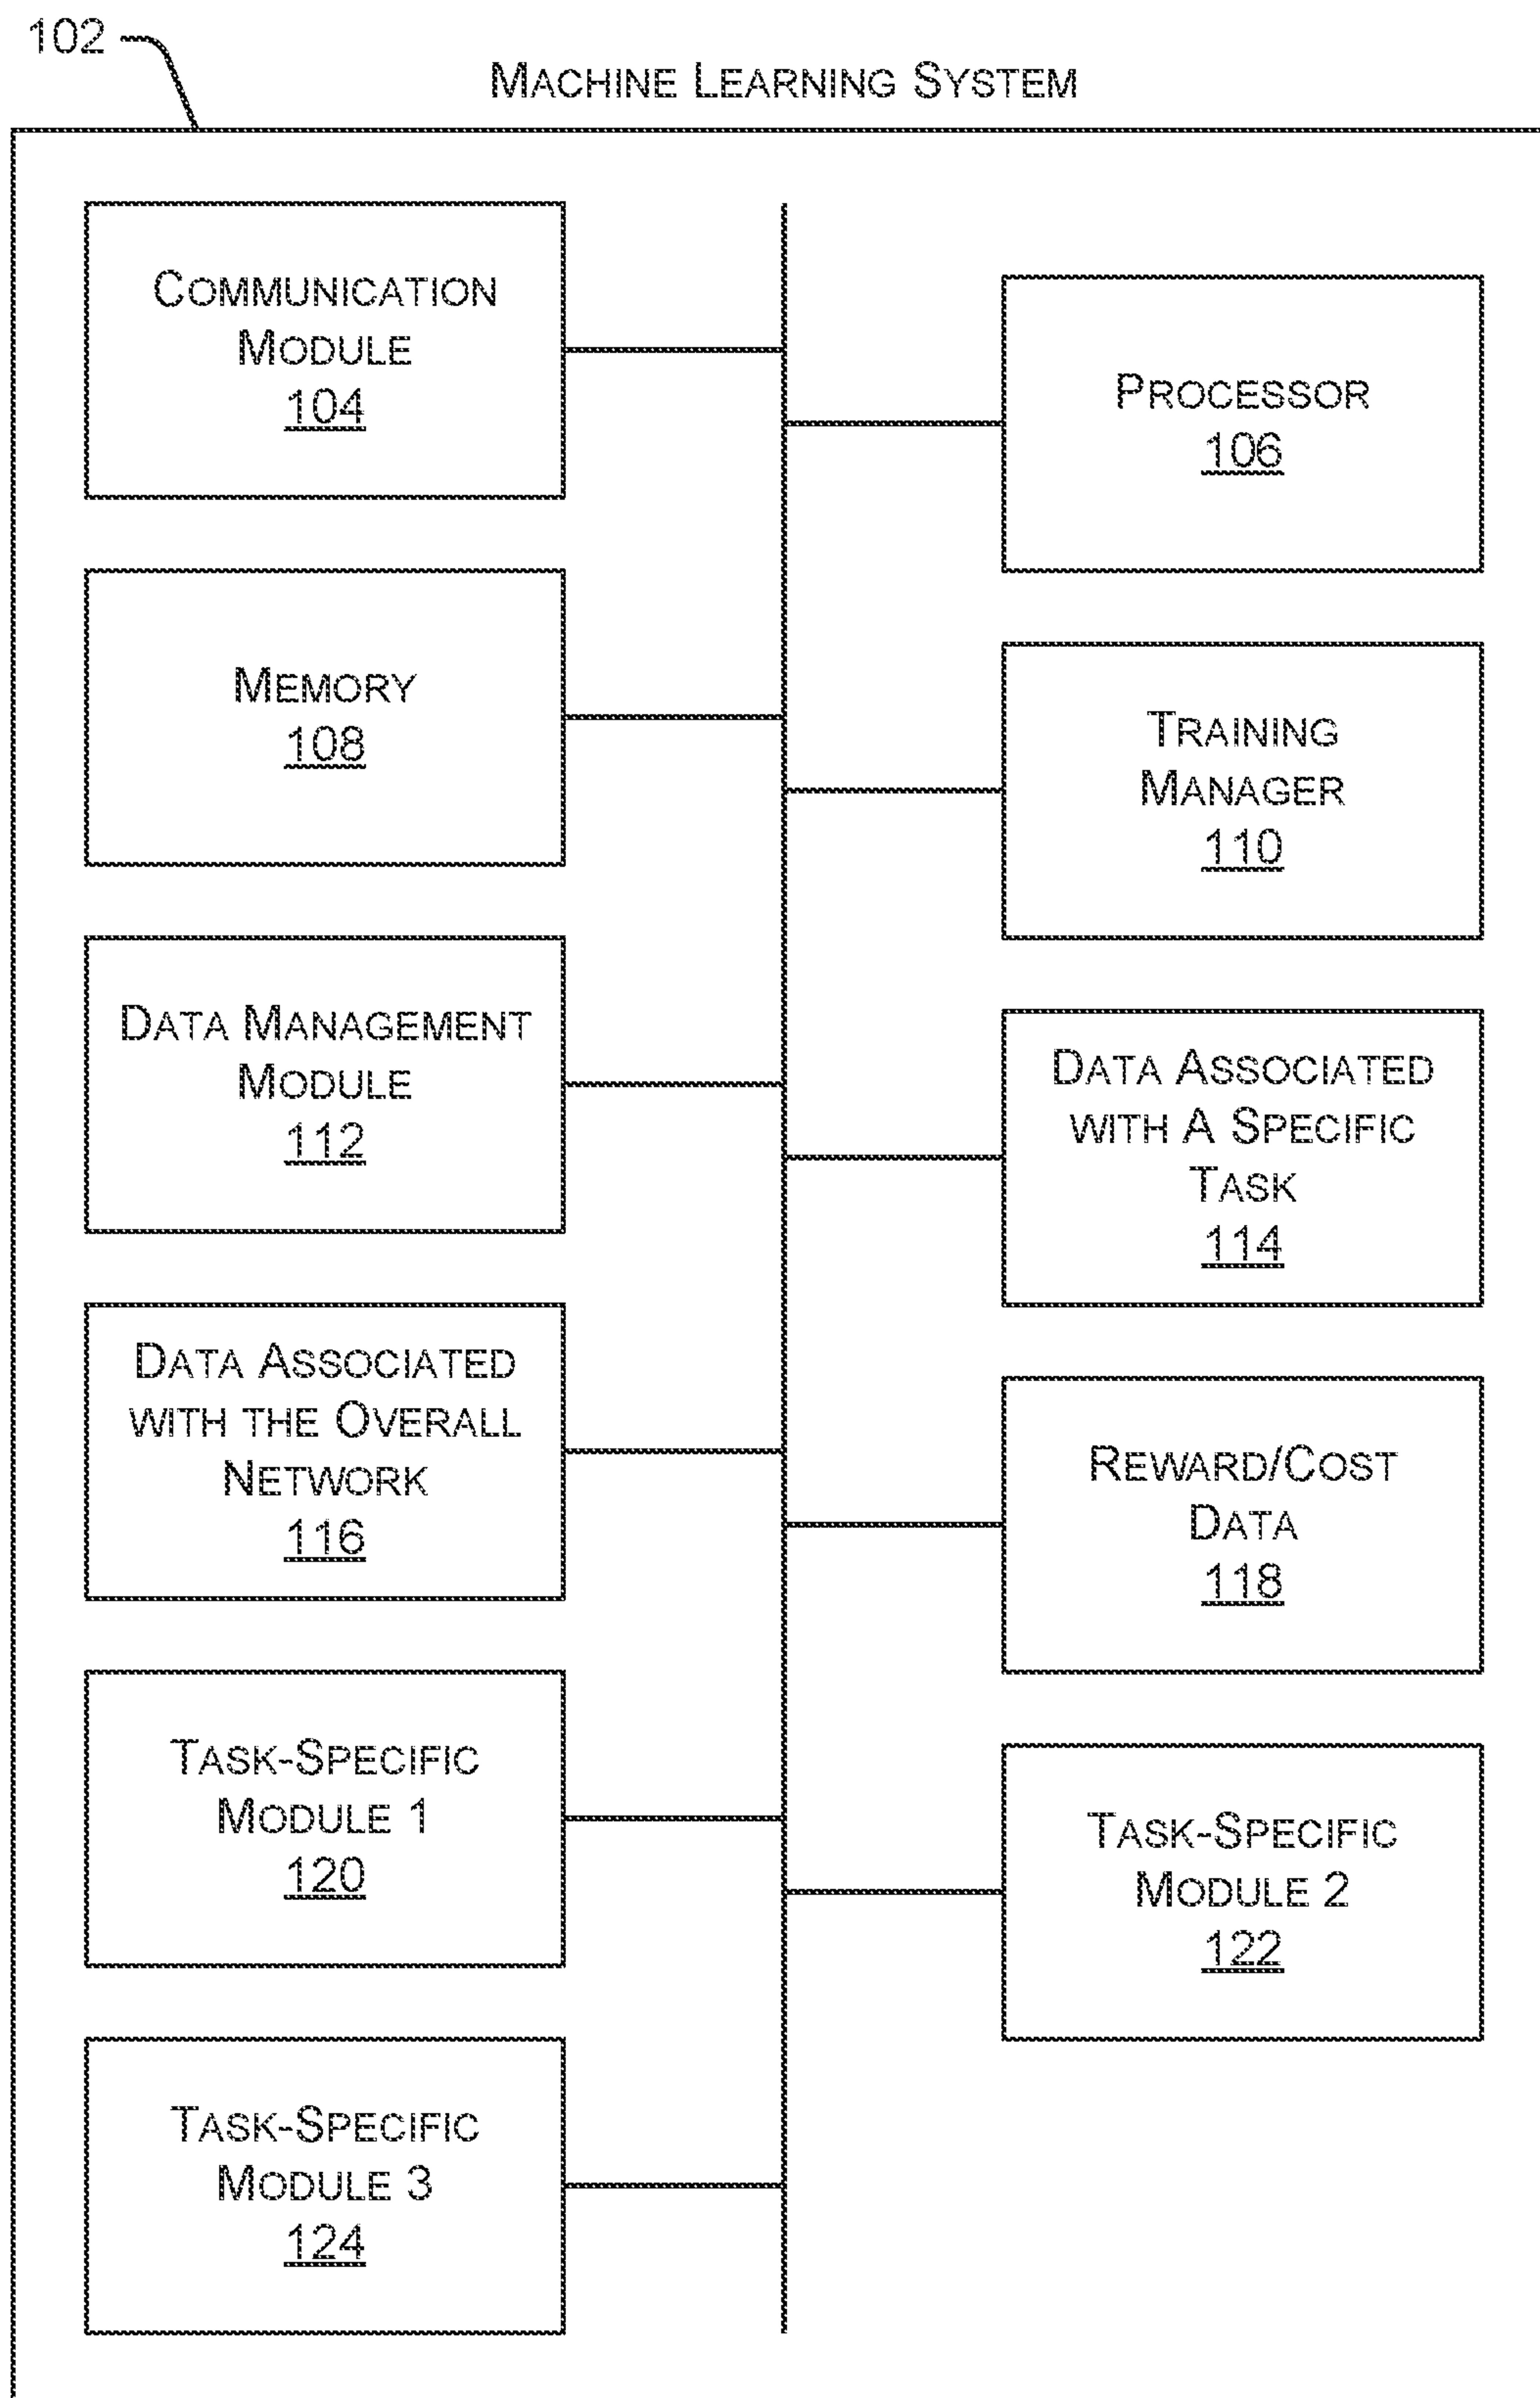 102
MACHINE LEARNING SYSTEM
COMMUNICATION
MODULE
104
PROCESSOR
106
MEMORY
108
TRAINING
MANAGER
110
DATA MANAGEMENT
MODULE
112
DATA ASSOCIATED
WITH A SPECIFIC
TASK
114
DATA ASSOCIATED
WITH THE OVERALL
NETWORK
116
REWARD/COST
DATA
118
TASK-SPECIFIC
MODULE 1
120
TASK-SPECIFIC
MODULE 2
122
TASK-SPECIFIC
MODULE 3
124